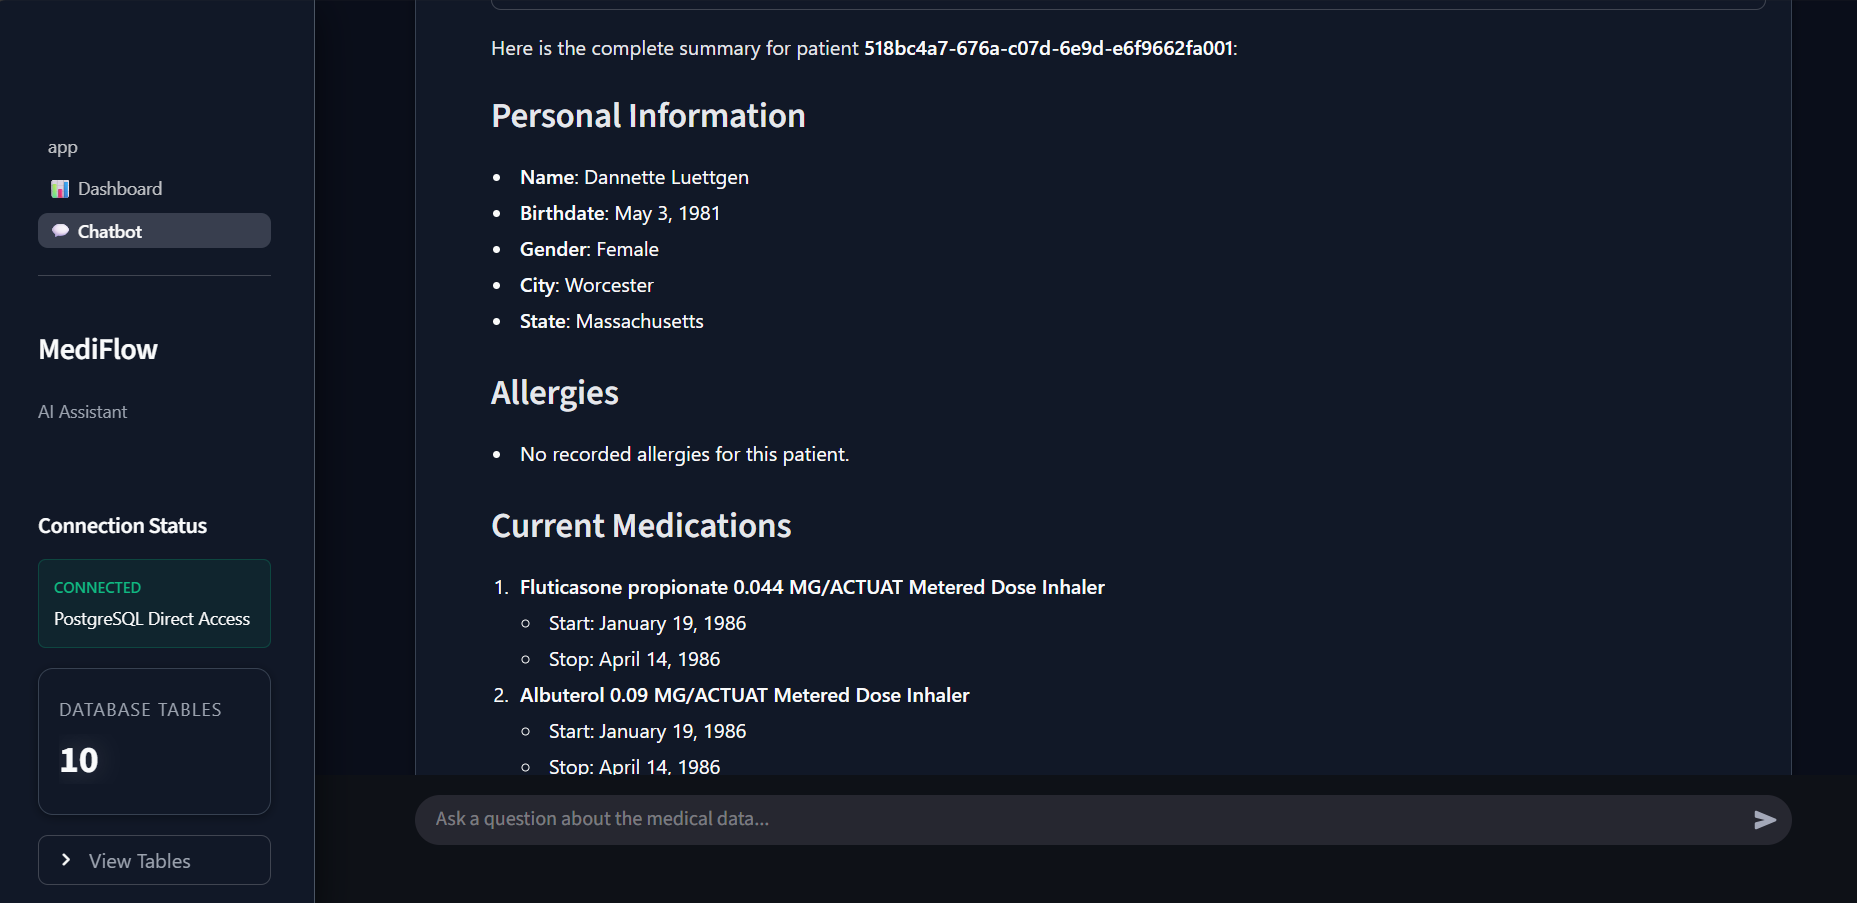 app
Dashboard
Chatbot
MediFlow
AI Assistant
Connection Status
CONNECTED
PostgreSQL Direct Access
DATABASE TABLES
10
View Tables
Here is the complete summary for patient 518bc4a7-676a-c07d-6e9d-e6f9662fa001:
Personal Information
• Name: Dannette Luettgen
• Birthdate: May 3, 1981
• Gender: Female
• City: Worcester
• State: Massachusetts
Allergies
• No recorded allergies for this patient.
Current Medications
1. Fluticasone propionate 0.044 MG/ACTUAT Metered Dose Inhaler
◦ Start: January 19, 1986
◦ Stop: April 14, 1986
2. Albuterol 0.09 MG/ACTUAT Metered Dose Inhaler
◦ Start: January 19, 1986
◦ Stop: April 14, 1986
Ask a question about the medical data...